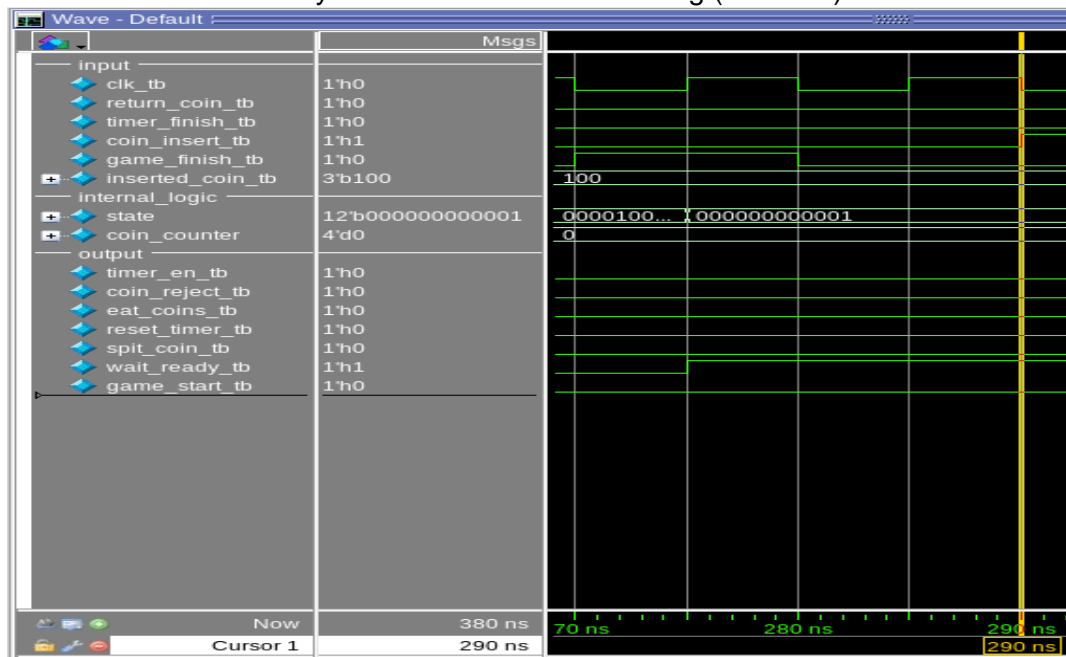 Wave - Default
Msgs
input
clk_tb 1'h0
return_coin_tb 1'h0
timer_finish_tb 1'h0
coin_insert_tb 1'h1
game_finish_tb 1'h0
inserted_coin_tb 3'b100 100
internal_logic
state 12'b000000000001 0000100... 000000000001
coin_counter 4'd0 0
output
timer_en_tb 1'h0
coin_reject_tb 1'h0
eat_coins_tb 1'h0
reset_timer_tb 1'h0
spit_coin_tb 1'h0
wait_ready_tb 1'h1
game_start_tb 1'h0
Now 380 ns 70 ns 280 ns 290 ns
Cursor 1 290 ns 290 ns